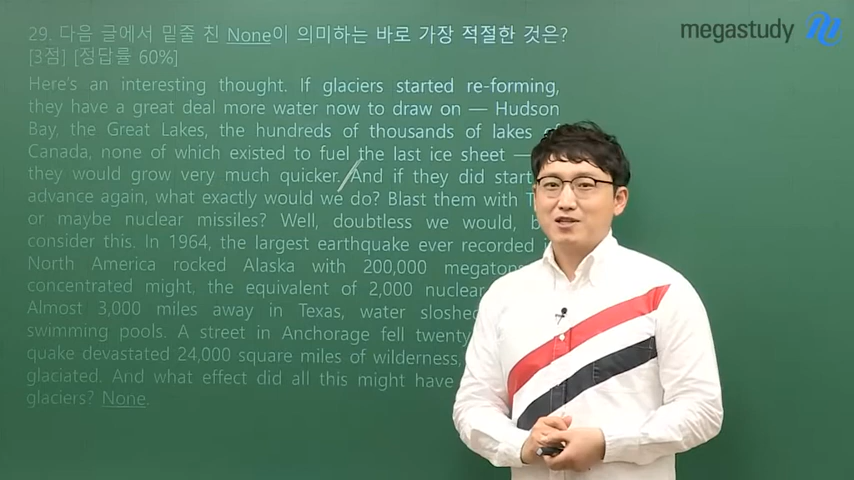 29. 다음 글에서 밑줄 친 None이 의미하는 바로 가장 적절한 것은?
[3점] [정답률 60%]
megastudy
Here's an interesting thought. If glaciers started re-forming,
they have a great deal more water now to draw on — Hudson
Bay, the Great Lakes, the hundreds of thousands of lakes
Canada, none of which existed to fuel the last ice sheet —
they would grow very much quicker. And if they did start
advance again, what exactly would we do? Blast them with
or maybe nuclear missiles? Well, doubtless we would,
consider this. In 1964, the largest earthquake ever recorded
North America rocked Alaska with 200,000 megatons
concentrated might, the equivalent of 2,000 nuclear
Almost 3,000 miles away in Texas, water sloshed
swimming pools. A street in Anchorage fell twenty
quake devastated 24,000 square miles of wilderness,
glaciated. And what effect did all this might have
glaciers? None.